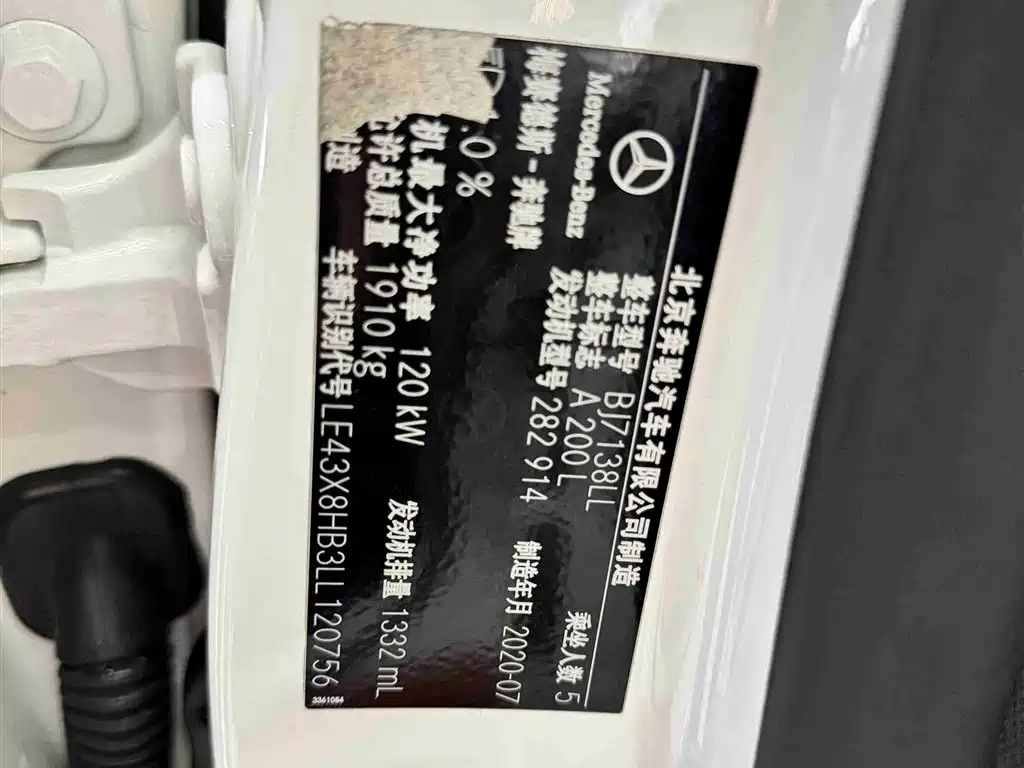 北京奔驰汽车有限公司制造
Mercedes-Benz
梅赛德斯-奔驰牌
整车型号 BJ7138LL
整车标志 A 200 L
发动机型号 282 914
乘坐人数 5
制造年月 2020-07
0%
机最大净功率 120 kW
发动机排量 1332 mL
许总质量 1910 kg
造
车辆识别代号 LE43X8HB3LL120756
3361084